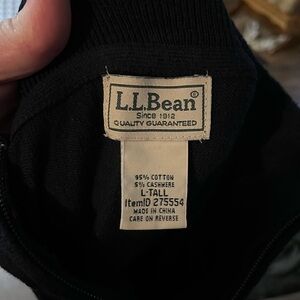 L.L.Bean®
Since 1912
QUALITY GUARANTEED
95% COTTON
5% CASHMERE
L-TALL
ItemID 275554
MADE IN CHINA
CARE ON REVERSE